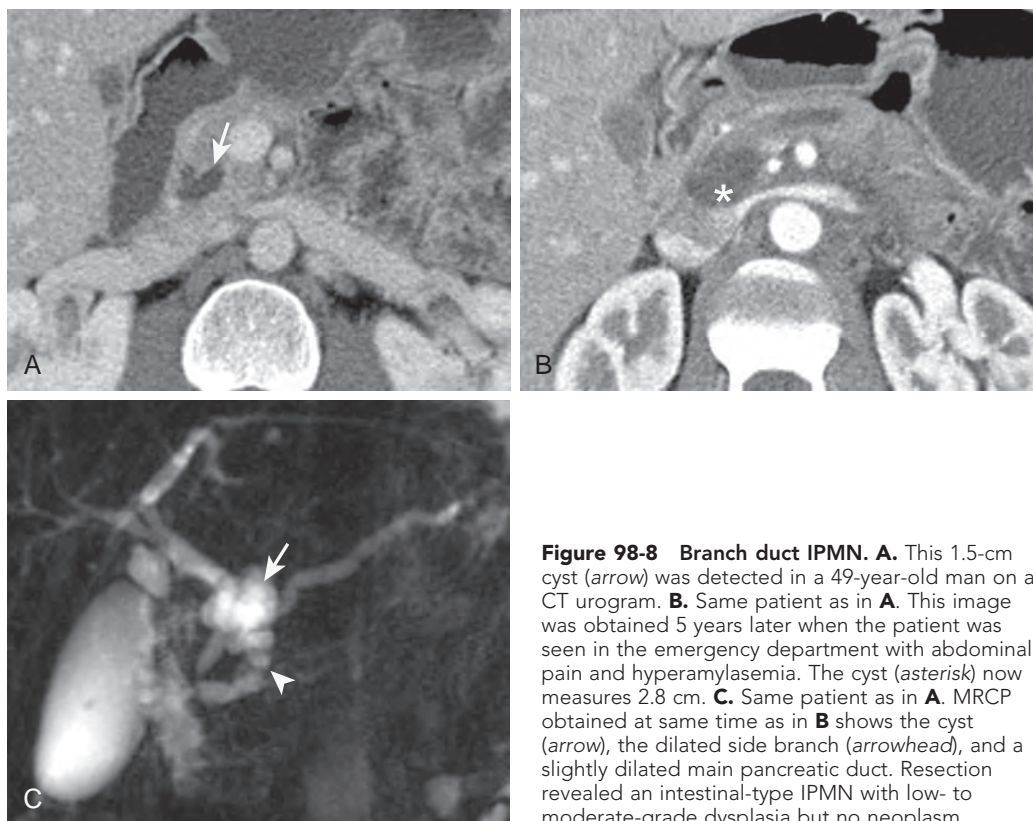 A
B
C
*
Figure 98-8 Branch duct IPMN. A. This 1.5-cm
cyst (arrow) was detected in a 49-year-old man on a
CT urogram. B. Same patient as in A. This image
was obtained 5 years later when the patient was
seen in the emergency department with abdominal
pain and hyperamylasemia. The cyst (asterisk) now
measures 2.8 cm. C. Same patient as in A. MRCP
obtained at same time as in B shows the cyst
(arrow), the dilated side branch (arrowhead), and a
slightly dilated main pancreatic duct. Resection
revealed an intestinal-type IPMN with low- to
moderate-grade dysplasia but no neoplasm.